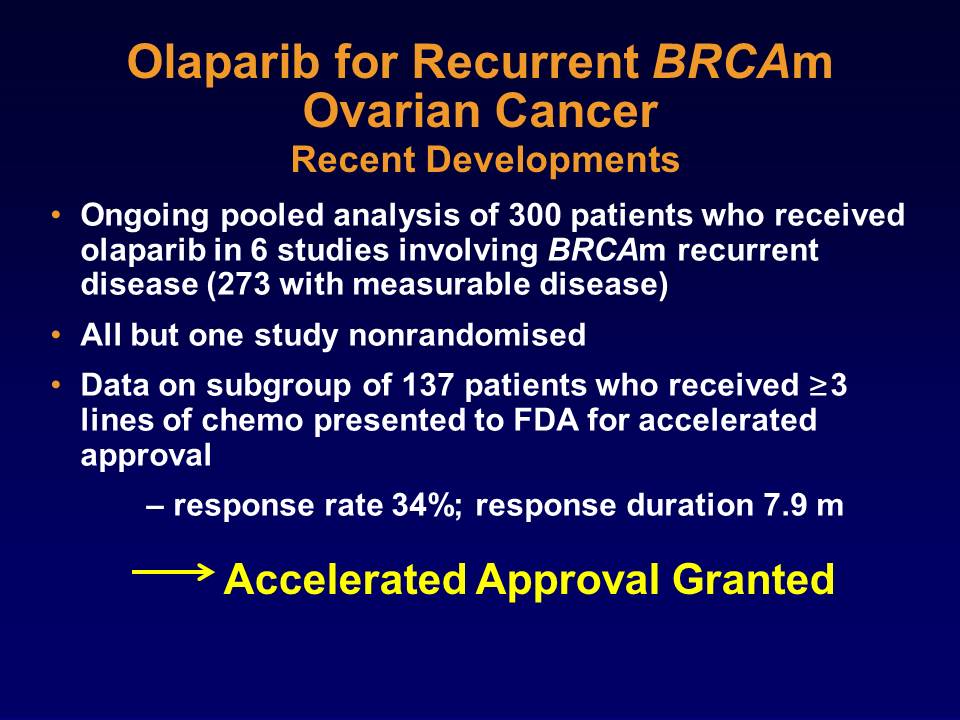 Olaparib for Recurrent BRCAm
Ovarian Cancer
Recent Developments
• Ongoing pooled analysis of 300 patients who received
olaparib in 6 studies involving BRCAm recurrent
disease (273 with measurable disease)
• All but one study nonrandomised
• Data on subgroup of 137 patients who received ≥3
lines of chemo presented to FDA for accelerated
approval
– response rate 34%; response duration 7.9 m
Accelerated Approval Granted